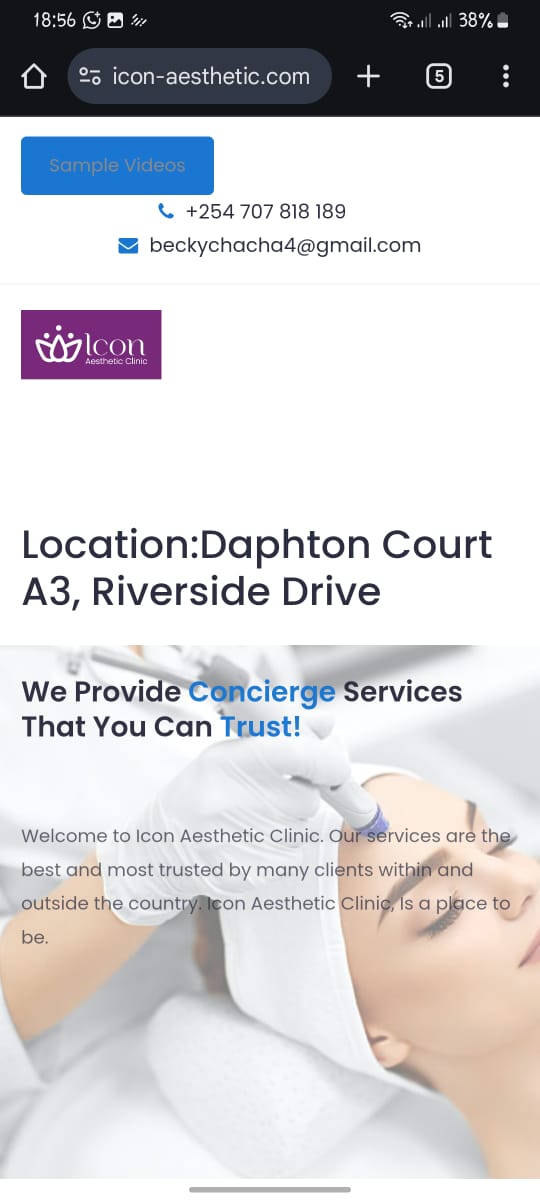 18:56 38%
icon-aesthetic.com 5
Sample Videos
+254 707 818 189
beckychacha4@gmail.com
Icon
Aesthetic Clinic
Location:Daphton Court
A3, Riverside Drive
We Provide Concierge Services
That You Can Trust!
Welcome to Icon Aesthetic Clinic. Our services are the
best and most trusted by many clients within and
outside the country. Icon Aesthetic Clinic, Is a place to
be.